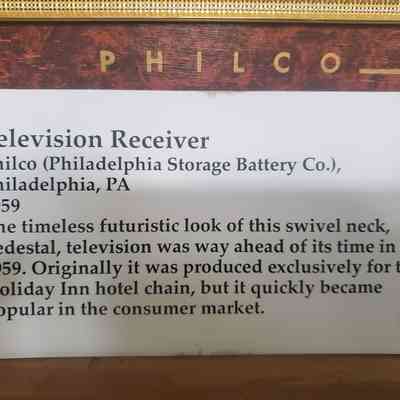 PHILCO
elevision Receiver
hilco (Philadelphia Storage Battery Co.),
hiladelphia, PA
959
he timeless futuristic look of this swivel neck,
edestal, television was way ahead of its time in
959. Originally it was produced exclusively for t
oliday Inn hotel chain, but it quickly became
opular in the consumer market.